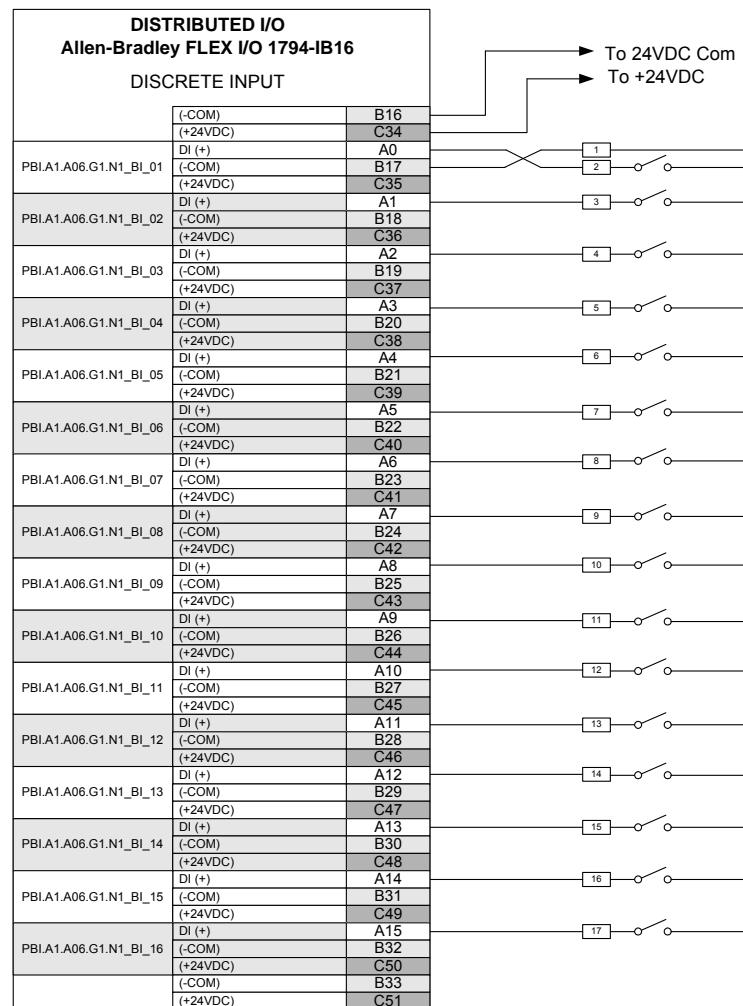 DISTRIBUTED I/O
Allen-Bradley FLEX I/O 1794-IB16
DISCRETE INPUT
To 24VDC Com
To +24VDC
(-COM) B16
(+24VDC) C34
PBI.A1.A06.G1.N1_BI_01
DI (+) A0 1
(-COM) B17 2
(+24VDC) C35
PBI.A1.A06.G1.N1_BI_02
DI (+) A1 3
(-COM) B18
(+24VDC) C36
PBI.A1.A06.G1.N1_BI_03
DI (+) A2 4
(-COM) B19
(+24VDC) C37
PBI.A1.A06.G1.N1_BI_04
DI (+) A3 5
(-COM) B20
(+24VDC) C38
PBI.A1.A06.G1.N1_BI_05
DI (+) A4 6
(-COM) B21
(+24VDC) C39
PBI.A1.A06.G1.N1_BI_06
DI (+) A5 7
(-COM) B22
(+24VDC) C40
PBI.A1.A06.G1.N1_BI_07
DI (+) A6 8
(-COM) B23
(+24VDC) C41
PBI.A1.A06.G1.N1_BI_08
DI (+) A7 9
(-COM) B24
(+24VDC) C42
PBI.A1.A06.G1.N1_BI_09
DI (+) A8 10
(-COM) B25
(+24VDC) C43
PBI.A1.A06.G1.N1_BI_10
DI (+) A9 11
(-COM) B26
(+24VDC) C44
PBI.A1.A06.G1.N1_BI_11
DI (+) A10 12
(-COM) B27
(+24VDC) C45
PBI.A1.A06.G1.N1_BI_12
DI (+) A11 13
(-COM) B28
(+24VDC) C46
PBI.A1.A06.G1.N1_BI_13
DI (+) A12 14
(-COM) B29
(+24VDC) C47
PBI.A1.A06.G1.N1_BI_14
DI (+) A13 15
(-COM) B30
(+24VDC) C48
PBI.A1.A06.G1.N1_BI_15
DI (+) A14 16
(-COM) B31
(+24VDC) C49
PBI.A1.A06.G1.N1_BI_16
DI (+) A15 17
(-COM) B32
(+24VDC) C50
(-COM) B33
(+24VDC) C51